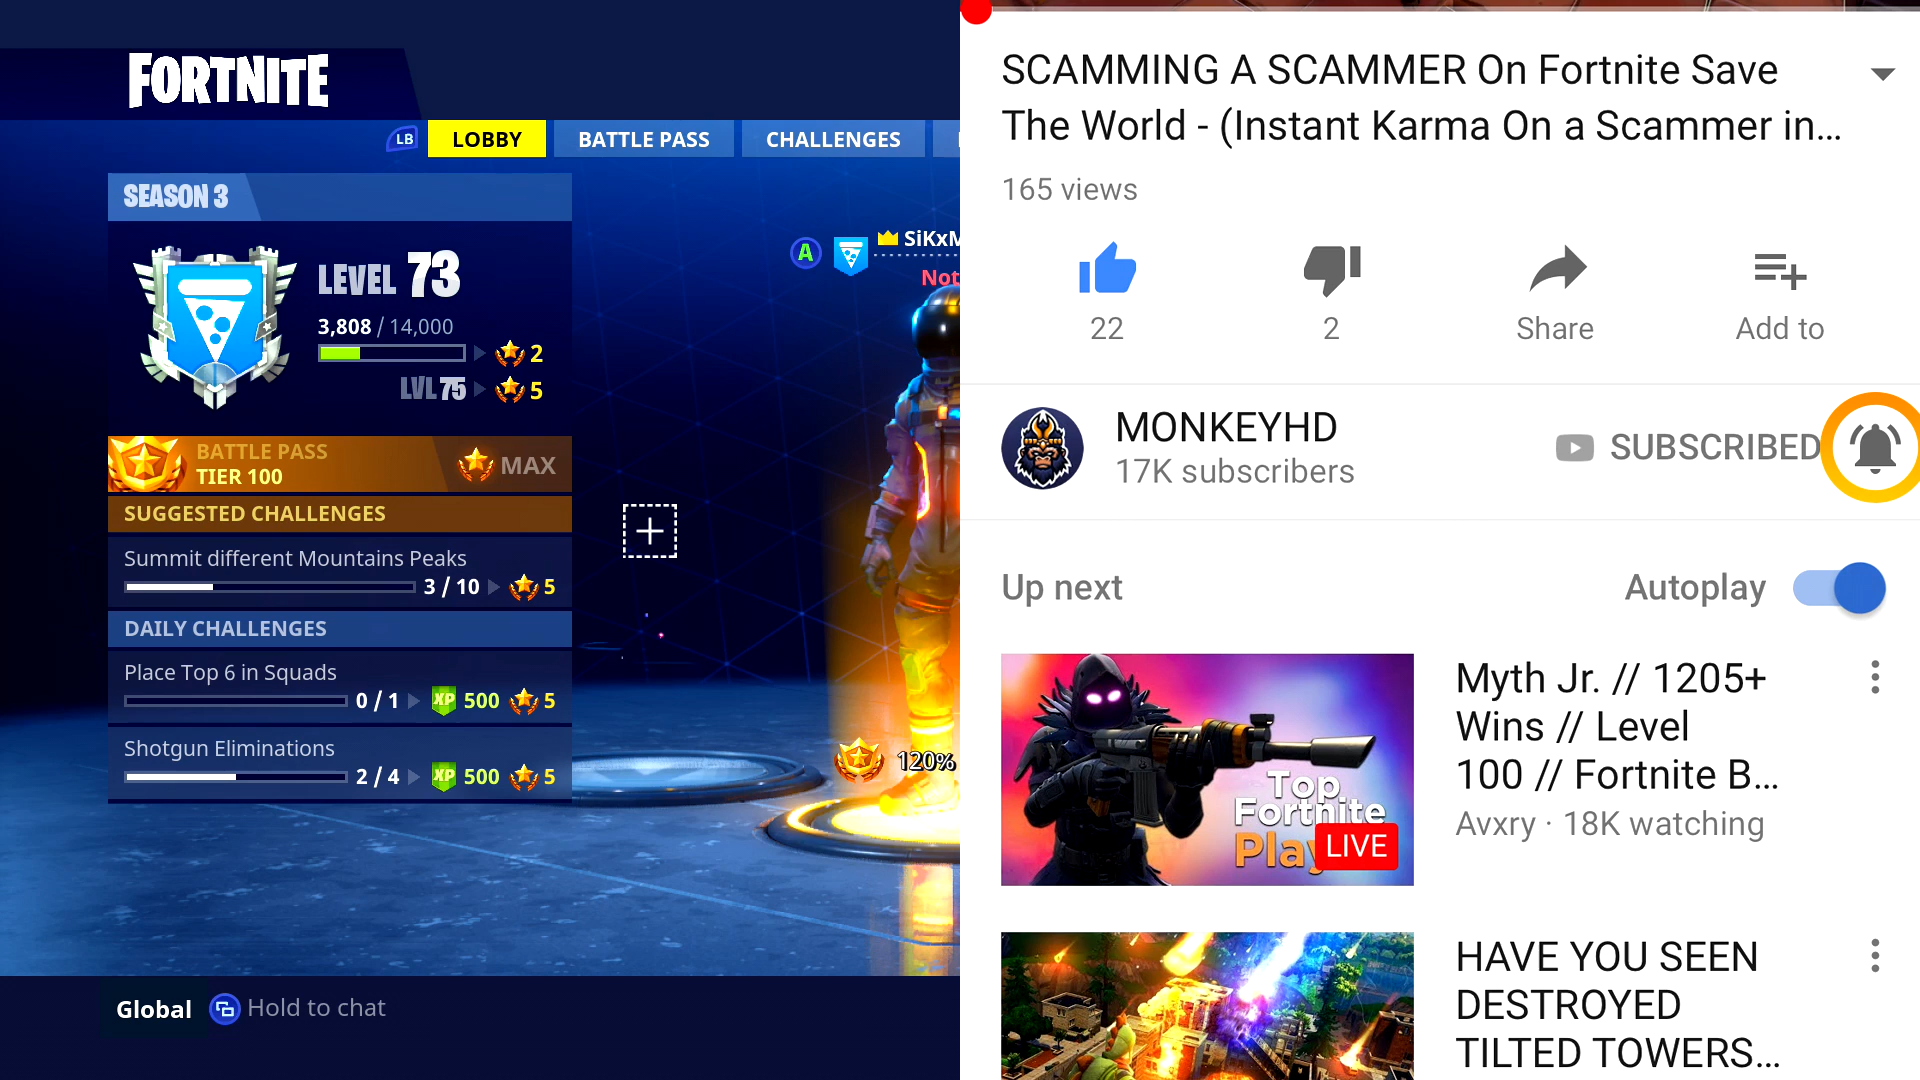 FORTNITE
LB
LOBBY
BATTLE PASS
CHALLENGES
SEASON 3
LEVEL 73
3,808 / 14,000
2
LVL 75
5
BATTLE PASS
TIER 100
MAX
SUGGESTED CHALLENGES
Summit different Mountains Peaks
3 / 10
5
DAILY CHALLENGES
Place Top 6 in Squads
0 / 1
XP 500
5
Shotgun Eliminations
2 / 4
XP 500
5
A
SiKxM
Not
120%
Global
Hold to chat
SCAMMING A SCAMMER On Fortnite Save
The World - (Instant Karma On a Scammer in...
165 views
22
2
Share
Add to
MONKEYHD
17K subscribers
SUBSCRIBED
Up next
Autoplay
Top
Fortnite
Play
LIVE
Myth Jr. // 1205+
Wins // Level
100 // Fortnite B...
Avxry · 18K watching
HAVE YOU SEEN
DESTROYED
TILTED TOWERS...